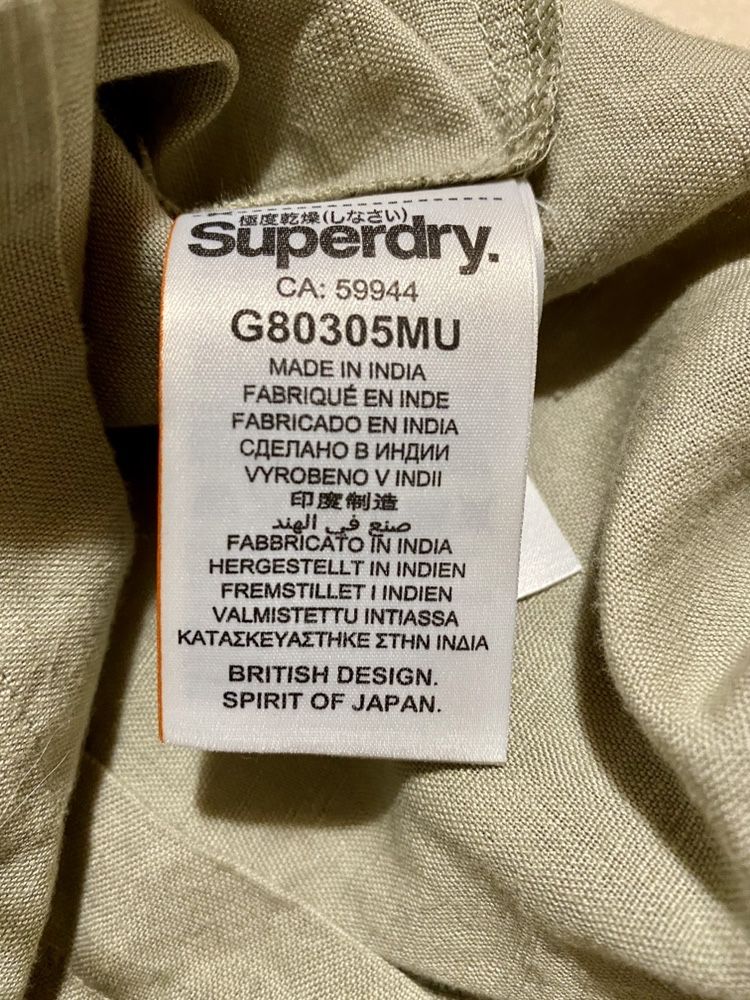 極度乾燥(しなさい)
Superdry.
CA: 59944
G80305MU
MADE IN INDIA
FABRIQUÉ EN INDE
FABRICADO EN INDIA
СДЕЛАНО В ИНДИИ
VYROBENO V INDII
印度制造
صنع في الهند
FABBRICATO IN INDIA
HERGESTELLT IN INDIEN
FREMSTILLET I INDIEN
VALMISTETTU INTIASSA
ΚΑΤΑΣΚΕΥΑΣΤΗΚΕ ΣΤΗΝ ΙΝΔΙΑ
BRITISH DESIGN.
SPIRIT OF JAPAN.